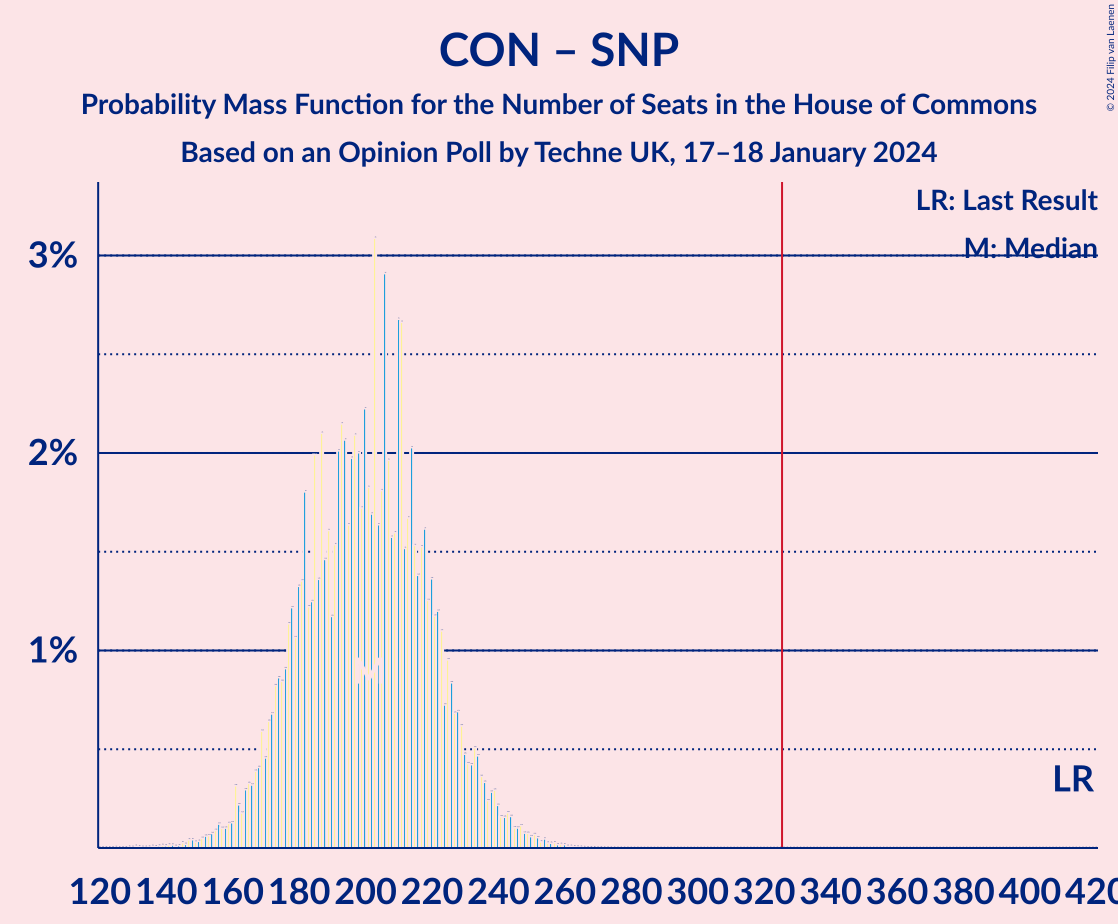 CON – SNP
Probability Mass Function for the Number of Seats in the House of Commons
Based on an Opinion Poll by Techne UK, 17–18 January 2024
© 2024 Filip van Laenen
LR: Last Result
M: Median
3%
2%
1%
M
LR
120 140 160 180 200 220 240 260 280 300 320 340 360 380 400 420